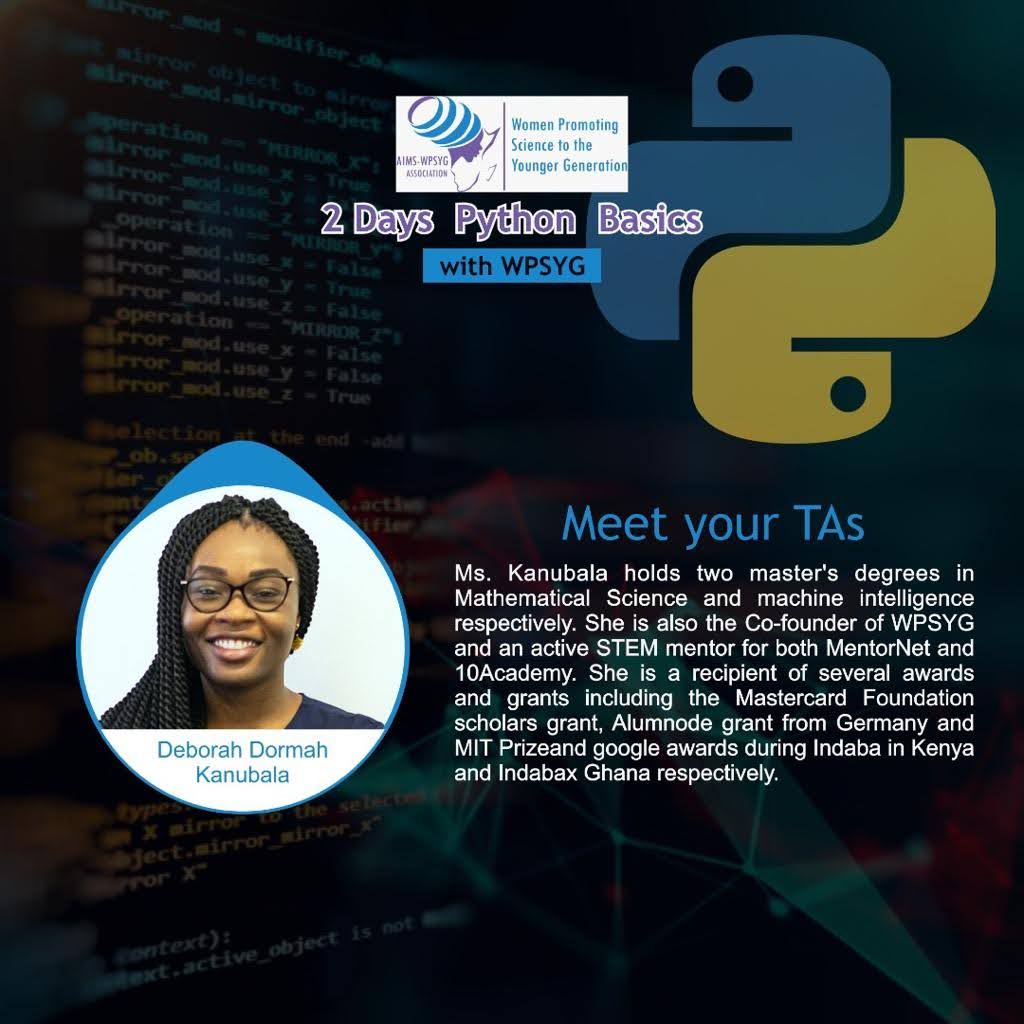 mirror_mod = modifier_ob.
mirror object to mirror
mirror_mod.mirror_object
operation == "MIRROR_X":
mirror_mod.use_x = True
mirror_mod.use_y = False
mirror_mod.use_z = False
_operation == "MIRROR_Y":
mirror_mod.use_x = False
mirror_mod.use_y = True
mirror_mod.use_z = False
_operation == "MIRROR_Z":
mirror_mod.use_x = False
mirror_mod.use_y = False
mirror_mod.use_z = True
selection at the end -add
AIMS-WPSYG
ASSOCIATION
Women Promoting
Science to the
Younger Generation
2 Days Python Basics
with WPSYG
Meet your TAs
Ms. Kanubala holds two master's degrees in
Mathematical Science and machine intelligence
respectively. She is also the Co-founder of WPSYG
and an active STEM mentor for both MentorNet and
10Academy. She is a recipient of several awards
and grants including the Mastercard Foundation
scholars grant, Alumnode grant from Germany and
MIT Prizeand google awards during Indaba in Kenya
and Indabax Ghana respectively.
Deborah Dormah
Kanubala
X mirror to the selected
ject.mirror_mirror_x"
ror X"
ontext):
text.active_object is not